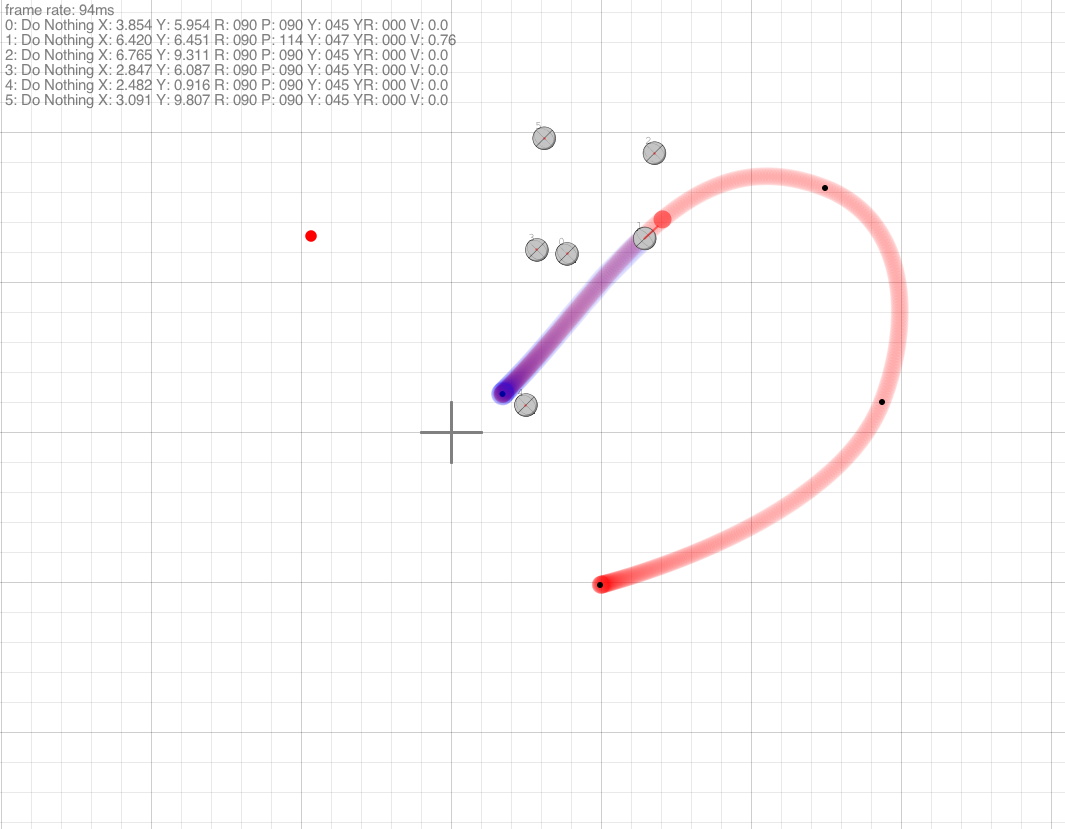 frame rate: 94ms
0: Do Nothing X: 3.854 Y: 5.954 R: 090 P: 090 Y: 045 YR: 000 V: 0.0
1: Do Nothing X: 6.420 Y: 6.451 R: 090 P: 114 Y: 047 YR: 000 V: 0.76
2: Do Nothing X: 6.765 Y: 9.311 R: 090 P: 090 Y: 045 YR: 000 V: 0.0
3: Do Nothing X: 2.847 Y: 6.087 R: 090 P: 090 Y: 045 YR: 000 V: 0.0
4: Do Nothing X: 2.482 Y: 0.916 R: 090 P: 090 Y: 045 YR: 000 V: 0.0
5: Do Nothing X: 3.091 Y: 9.807 R: 090 P: 090 Y: 045 YR: 000 V: 0.0
5
2
1
3
0